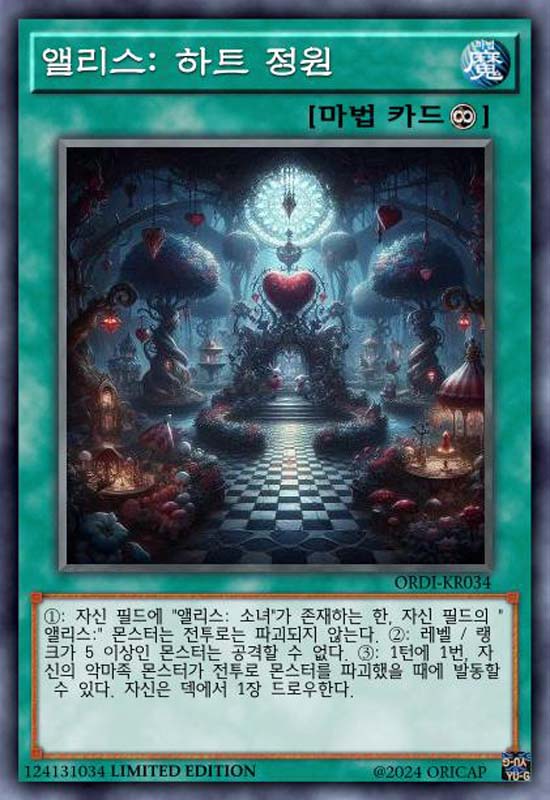 앨리스: 하트 정원
마법
魔
[마법 카드♾]
ORDI-KR034
①: 자신 필드에 "앨리스: 소녀"가 존재하는 한, 자신 필드의 "
앨리스:" 몬스터는 전투로는 파괴되지 않는다. ②: 레벨 / 랭
크가 5 이상인 몬스터는 공격할 수 없다. ③: 1턴에 1번, 자
신의 악마족 몬스터가 전투로 몬스터를 파괴했을 때에 발동할
수 있다. 자신은 덱에서 1장 드로우한다.
124131034 LIMITED EDITION
©2024 ORICAP
YU-G